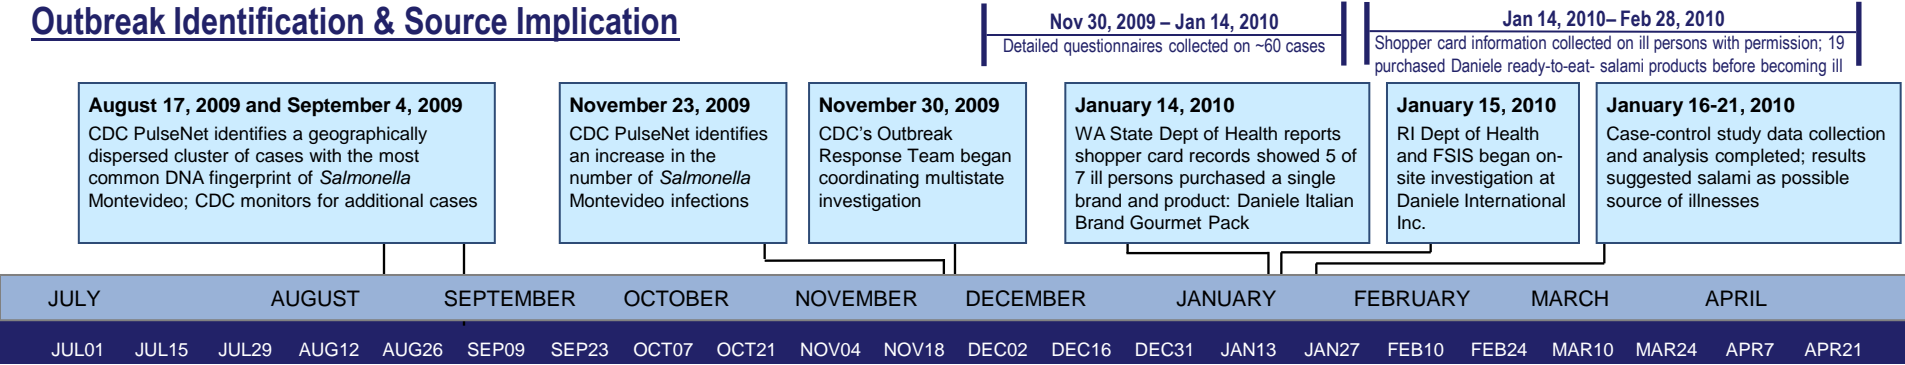 Outbreak Identification & Source Implication
Nov 30, 2009 – Jan 14, 2010
Detailed questionnaires collected on ~60 cases
Jan 14, 2010– Feb 28, 2010
Shopper card information collected on ill persons with permission; 19
purchased Daniele ready-to-eat- salami products before becoming ill
August 17, 2009 and September 4, 2009
CDC PulseNet identifies a geographically
dispersed cluster of cases with the most
common DNA fingerprint of Salmonella
Montevideo; CDC monitors for additional cases
November 23, 2009
CDC PulseNet identifies
an increase in the
number of Salmonella
Montevideo infections
November 30, 2009
CDC’s Outbreak
Response Team began
coordinating multistate
investigation
January 14, 2010
WA State Dept of Health reports
shopper card records showed 5 of
7 ill persons purchased a single
brand and product: Daniele Italian
Brand Gourmet Pack
January 15, 2010
RI Dept of Health
and FSIS began on-
site investigation at
Daniele International
Inc.
January 16-21, 2010
Case-control study data collection
and analysis completed; results
suggested salami as possible
source of illnesses
JULY AUGUST SEPTEMBER OCTOBER NOVEMBER DECEMBER JANUARY FEBRUARY MARCH APRIL
JUL01 JUL15 JUL29 AUG12 AUG26 SEP09 SEP23 OCT07 OCT21 NOV04 NOV18 DEC02 DEC16 DEC31 JAN13 JAN27 FEB10 FEB24 MAR10 MAR24 APR7 APR21